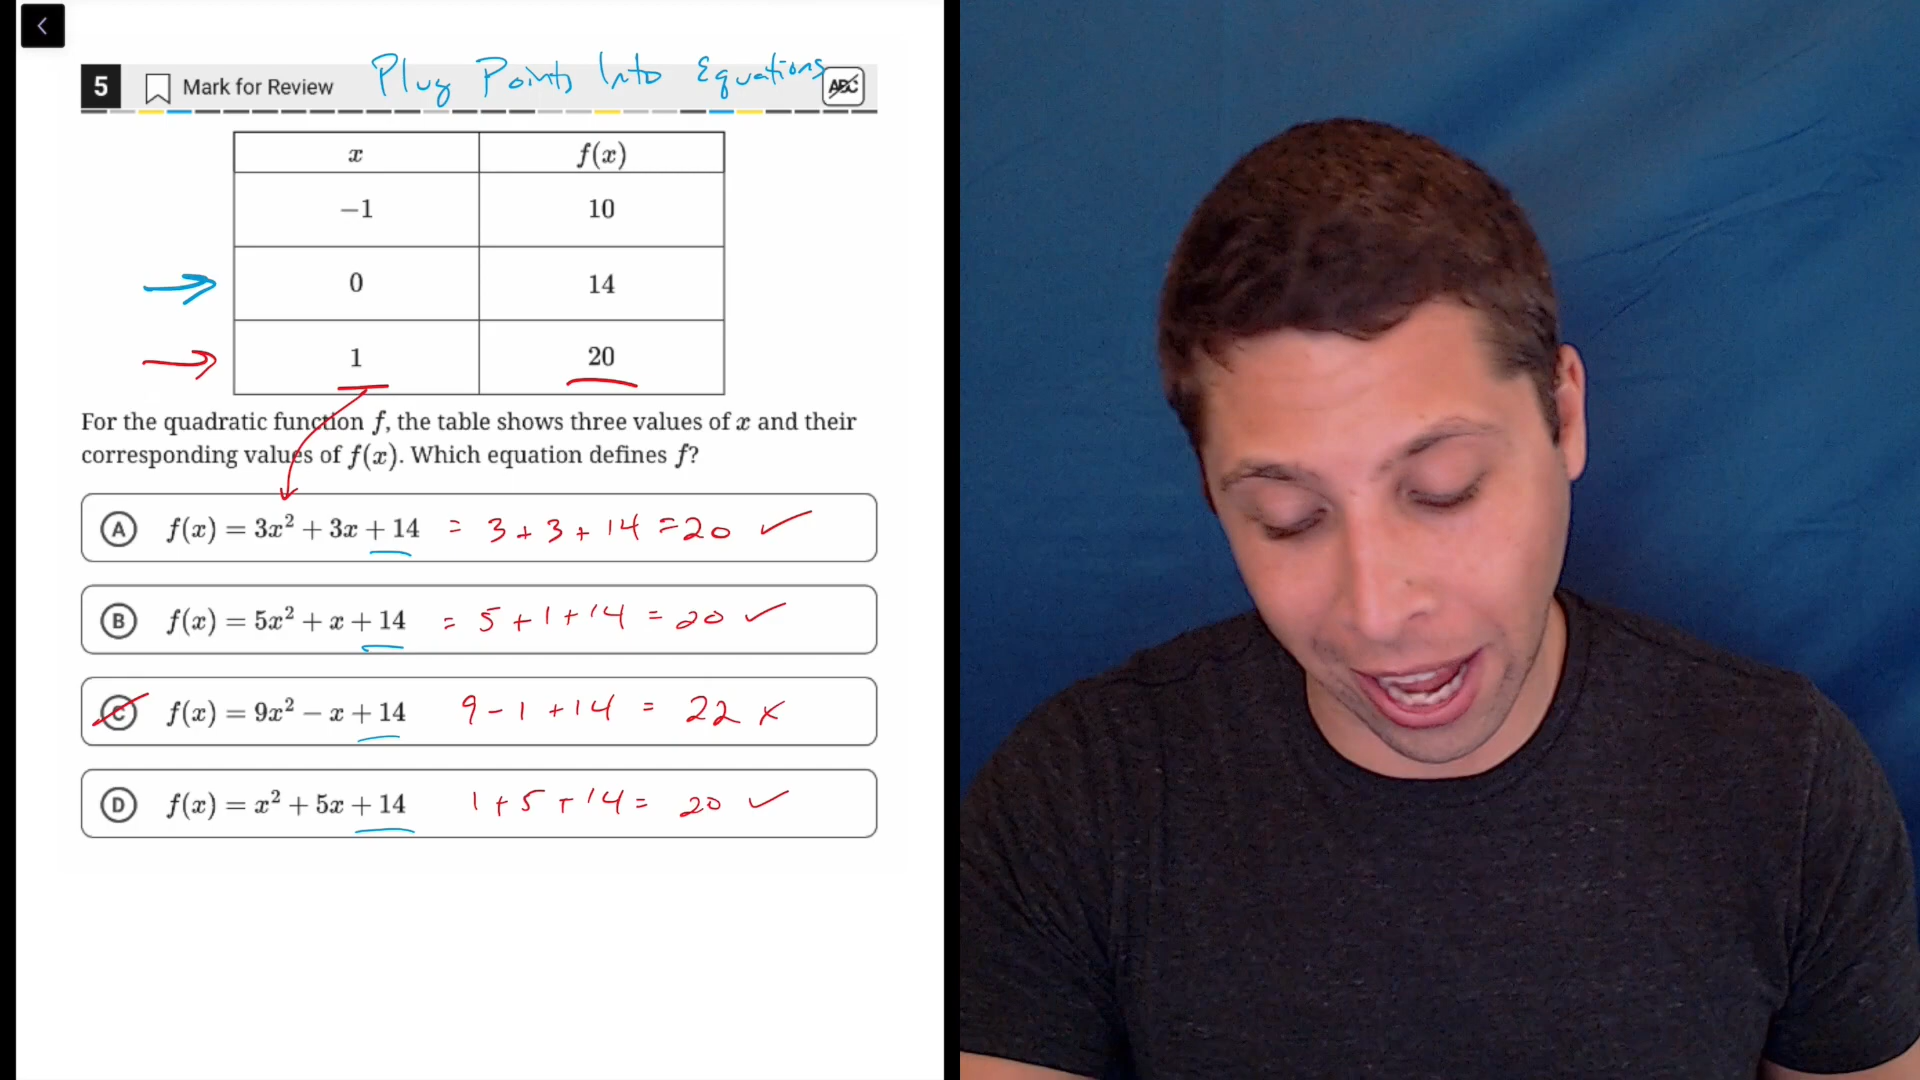 5 Mark for Review Plug Points Into Equations ABC
x f(x)
−1 10
0 14
1 20
For the quadratic function f, the table shows three values of x and their
corresponding values of f(x). Which equation defines f?
A f(x) = 3x² + 3x + 14 = 3 + 3 + 14 = 20 ✓
B f(x) = 5x² + x + 14 = 5 + 1 + 14 = 20 ✓
C f(x) = 9x² − x + 14 9 − 1 + 14 = 22 x
D f(x) = x² + 5x + 14 1 + 5 + 14 = 20 ✓